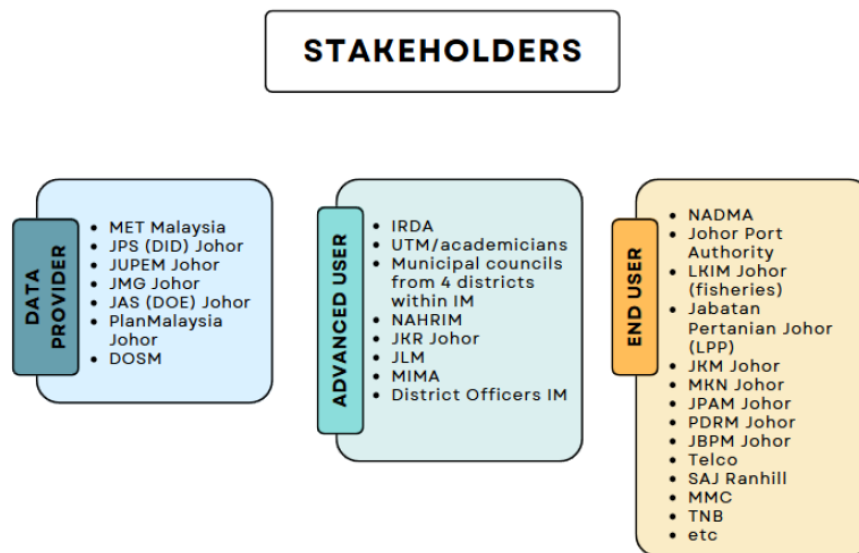 STAKEHOLDERS
DATA
PROVIDER
• MET Malaysia
• JPS (DID) Johor
• JUPEM Johor
• JMG Johor
• JAS (DOE) Johor
• PlanMalaysia
Johor
• DOSM
ADVANCED USER
• IRDA
• UTM/academicians
• Municipal councils
from 4 districts
within IM
• NAHRIM
• JKR Johor
• JLM
• MIMA
• District Officers IM
END USER
• NADMA
• Johor Port
Authority
• LKIM Johor
(fisheries)
• Jabatan
Pertanian Johor
(LPP)
• JKM Johor
• MKN Johor
• JPAM Johor
• PDRM Johor
• JBPM Johor
• Telco
• SAJ Ranhill
• MMC
• TNB
• etc